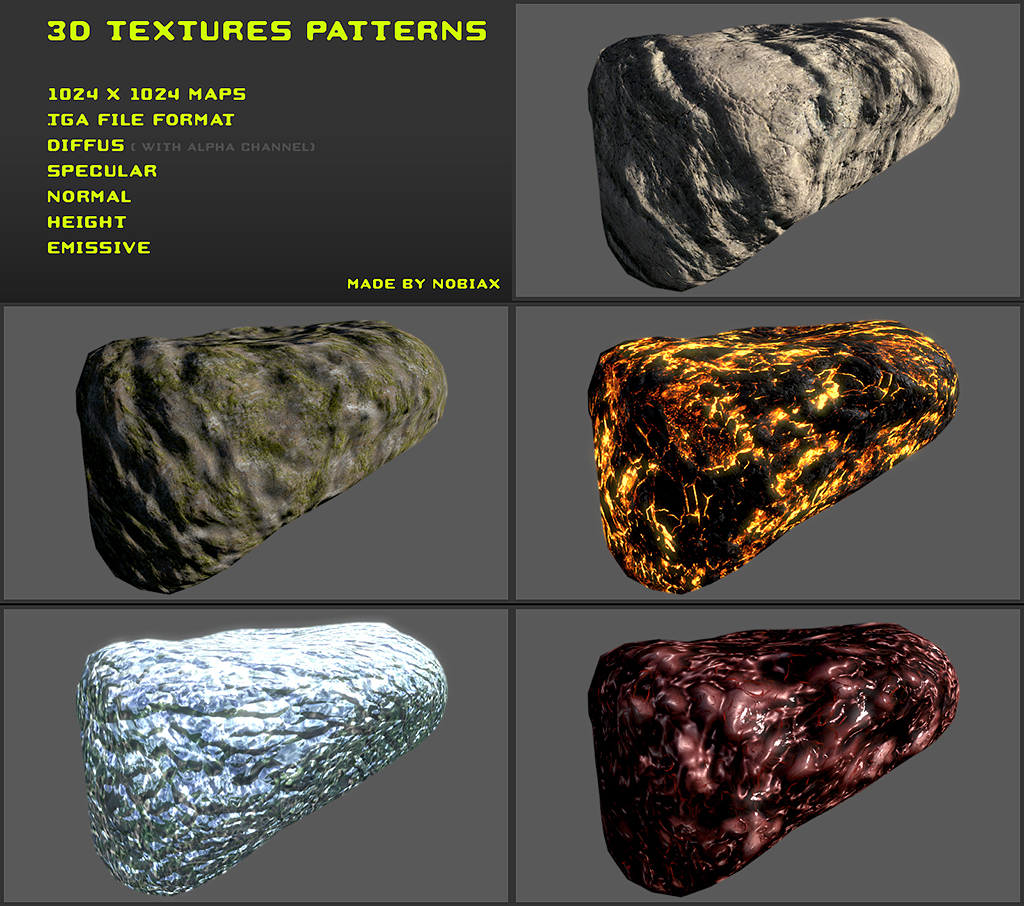 3D TEXTURES PATTERNS
1024 X 1024 MAPS
TGA FILE FORMAT
DIFFUS ( WITH ALPHA CHANNEL)
SPECULAR
NORMAL
HEIGHT
EMISSIVE
MADE BY NOBIAX